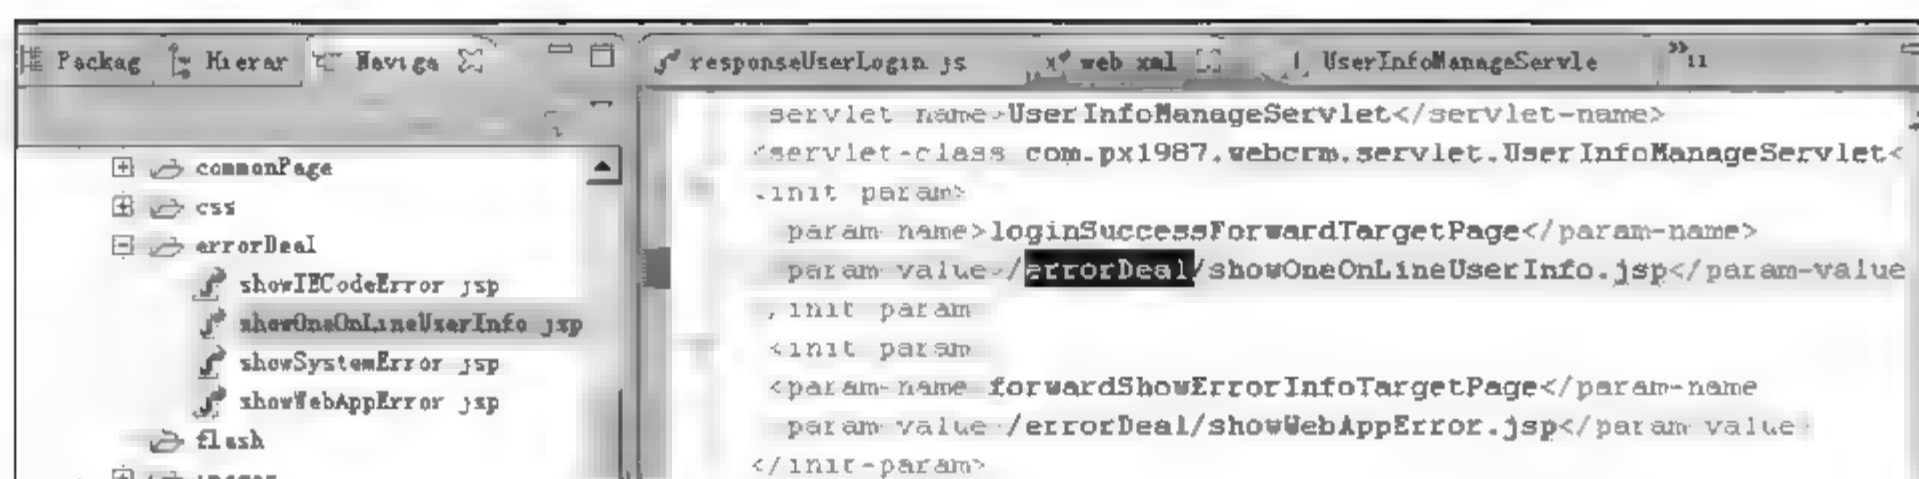 Packag Hierar Naviga
commonPage
css
errorDeal
showIECodeError jsp
showOneOnLineUserInfo jsp
showSystemError jsp
showWebAppError jsp
flash
responseUserLogin js web xml UserInfoManageServle »11
servlet name>UserInfoManageServlet</servlet-name>
<servlet-class com.px1987.webcrm.servlet.UserInfoManageServlet<
init param>
param name>loginSuccessForwardTargetPage</param-name>
param value>/errorDeal/showOneOnLineUserInfo.jsp</param-value
init param
<init param
<param-name forwardShowErrorInfoTargetPage</param-name
param value /errorDeal/showWebAppError.jsp</param value
</init-param>